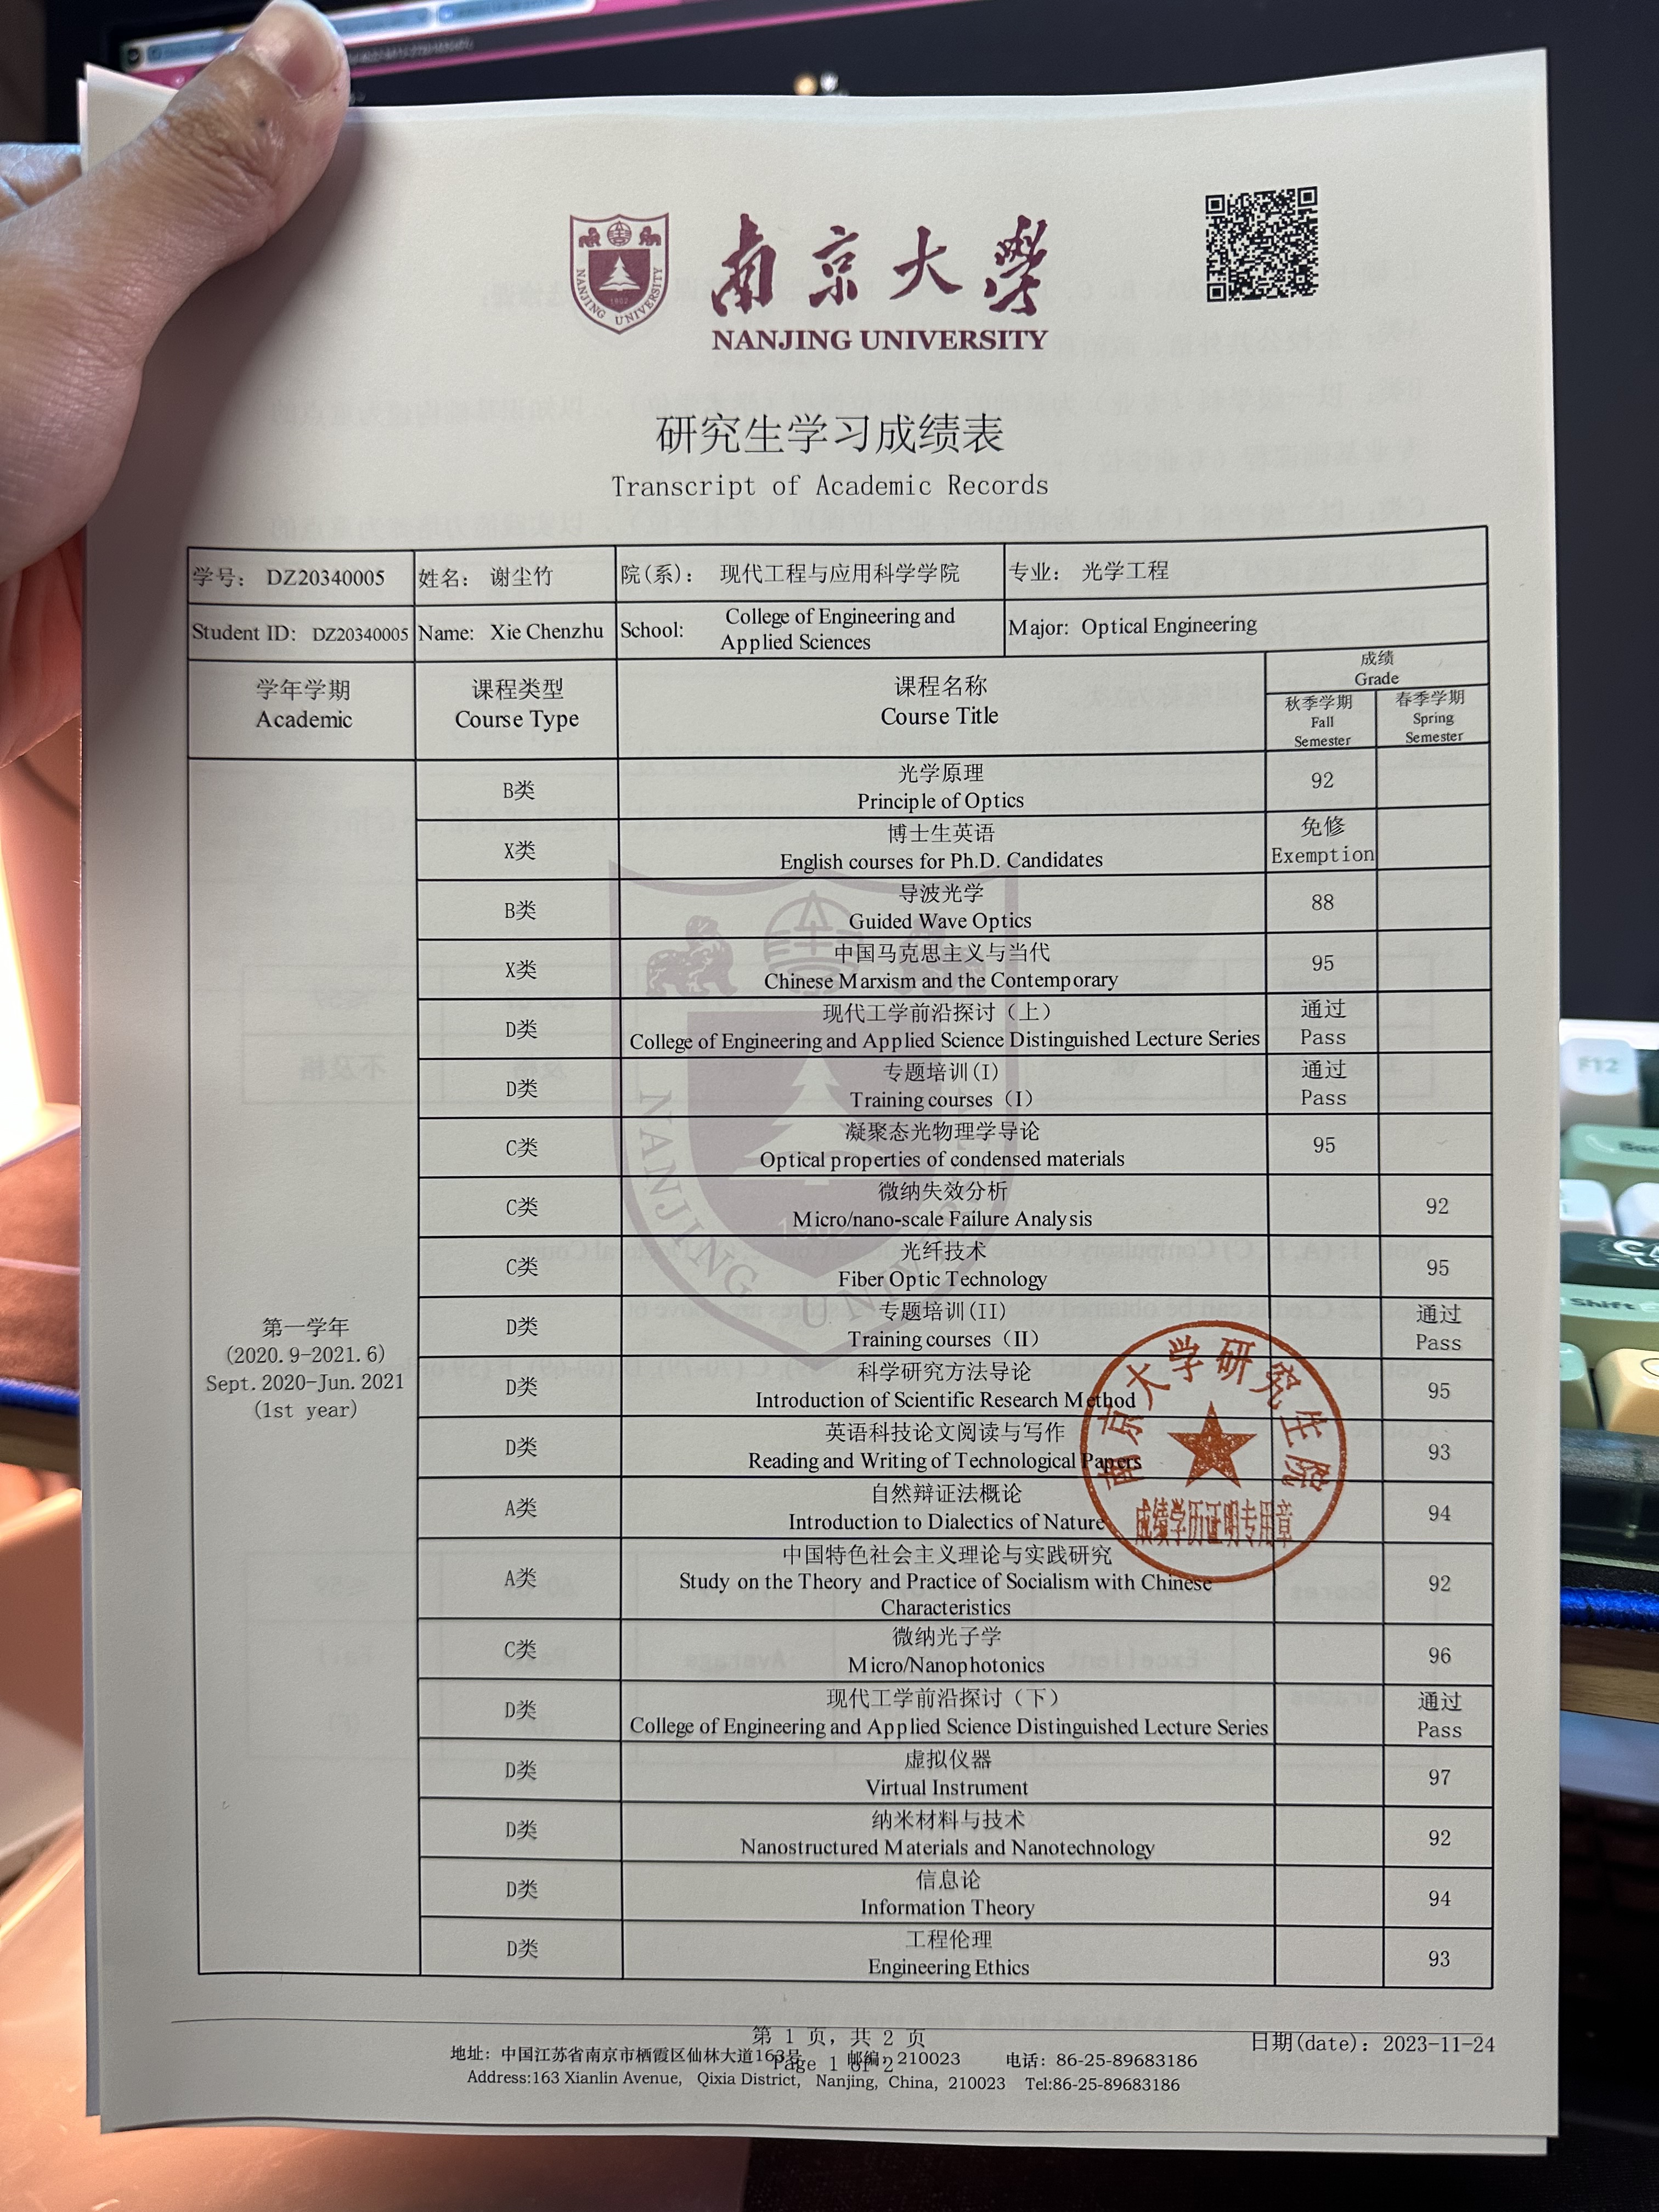 南京大學
NANJING UNIVERSITY
NANJING UNIVERSITY
1902
研究生学习成绩表
Transcript of Academic Records
学号: DZ20340005 姓名: 谢尘竹 院(系): 现代工程与应用科学学院 专业: 光学工程
Student ID: DZ20340005 Name: Xie Chenzhu School: College of Engineering and Applied Sciences Major: Optical Engineering
成绩
Grade
学年学期 课程类型 课程名称 秋季学期 春季学期
Academic Course Type Course Title Fall Semester Spring Semester
第一学年
(2020.9-2021.6)
Sept.2020-Jun.2021
(1st year)
B类 光学原理 92
Principle of Optics
X类 博士生英语 免修
English courses for Ph.D. Candidates Exemption
B类 导波光学 88
Guided Wave Optics
X类 中国马克思主义与当代 95
Chinese Marxism and the Contemporary
D类 现代工学前沿探讨（上） 通过
College of Engineering and Applied Science Distinguished Lecture Series Pass
D类 专题培训(I) 通过
Training courses（I） Pass
C类 凝聚态光物理学导论 95
Optical properties of condensed materials
C类 微纳失效分析 92
Micro/nano-scale Failure Analysis
C类 光纤技术 95
Fiber Optic Technology
D类 专题培训(II) 通过
Training courses（II） Pass
D类 科学研究方法导论 95
Introduction of Scientific Research Method
D类 英语科技论文阅读与写作 93
Reading and Writing of Technological Papers
A类 自然辩证法概论 94
Introduction to Dialectics of Nature
A类 中国特色社会主义理论与实践研究 92
Study on the Theory and Practice of Socialism with Chinese
Characteristics
C类 微纳光子学 96
Micro/Nanophotonics
D类 现代工学前沿探讨（下） 通过
College of Engineering and Applied Science Distinguished Lecture Series Pass
D类 虚拟仪器 97
Virtual Instrument
D类 纳米材料与技术 92
Nanostructured Materials and Nanotechnology
D类 信息论 94
Information Theory
D类 工程伦理 93
Engineering Ethics
南京大学研究生院
成绩学历证明专用章
NANJING UNIVERSITY
第 1 页, 共 2 页
Page 1 of 2
日期(date): 2023-11-24
地址: 中国江苏省南京市栖霞区仙林大道163号 邮编: 210023 电话: 86-25-89683186
Address:163 Xianlin Avenue, Qixia District, Nanjing, China, 210023 Tel:86-25-89683186
F12
Shift